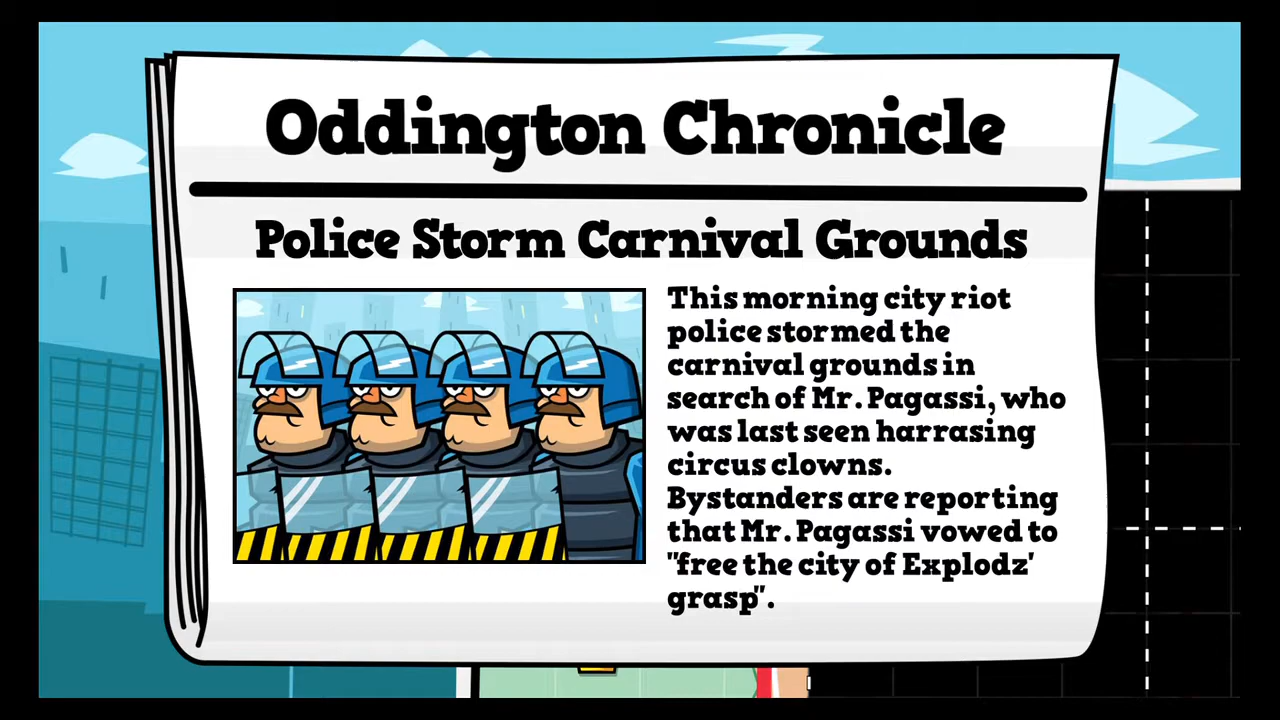 Oddington Chronicle
Police Storm Carnival Grounds
This morning city riot
police stormed the
carnival grounds in
search of Mr. Pagassi, who
was last seen harrasing
circus clowns.
Bystanders are reporting
that Mr. Pagassi vowed to
"free the city of Explodz'
grasp".